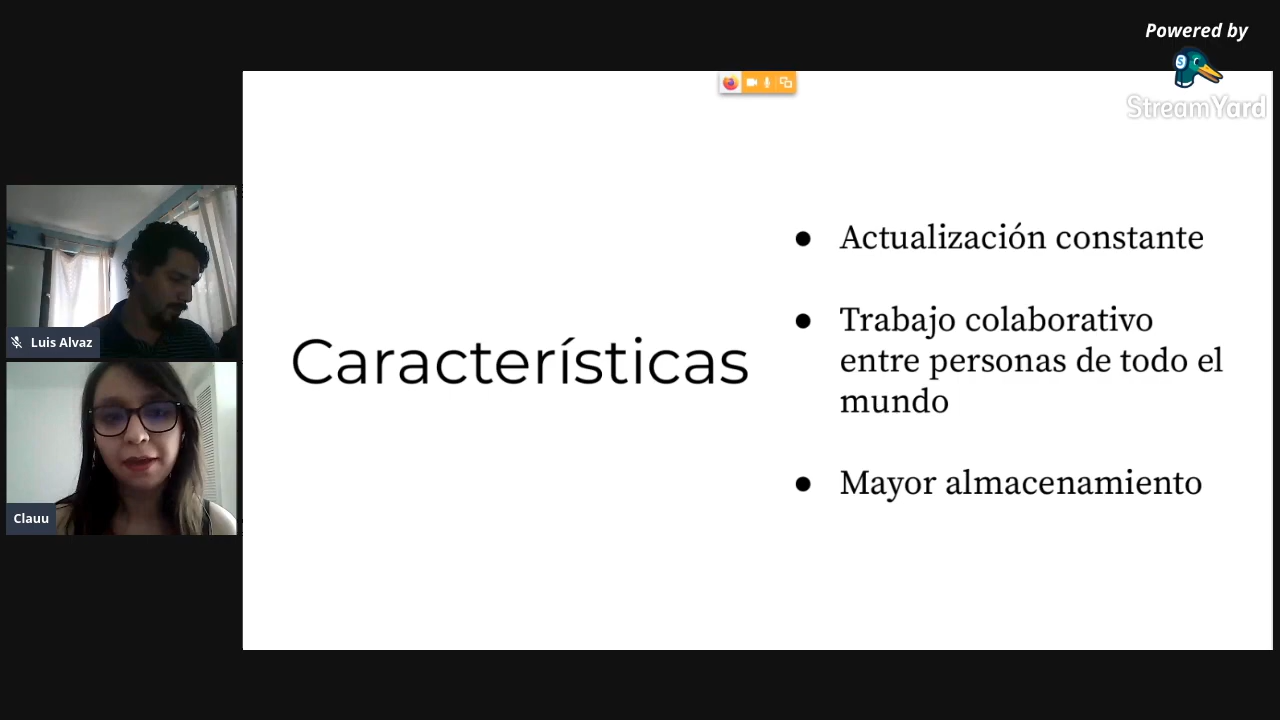 Powered by
StreamYard
Luis Alvaz
Clauu
Características
● Actualización constante
● Trabajo colaborativo
entre personas de todo el
mundo
● Mayor almacenamiento